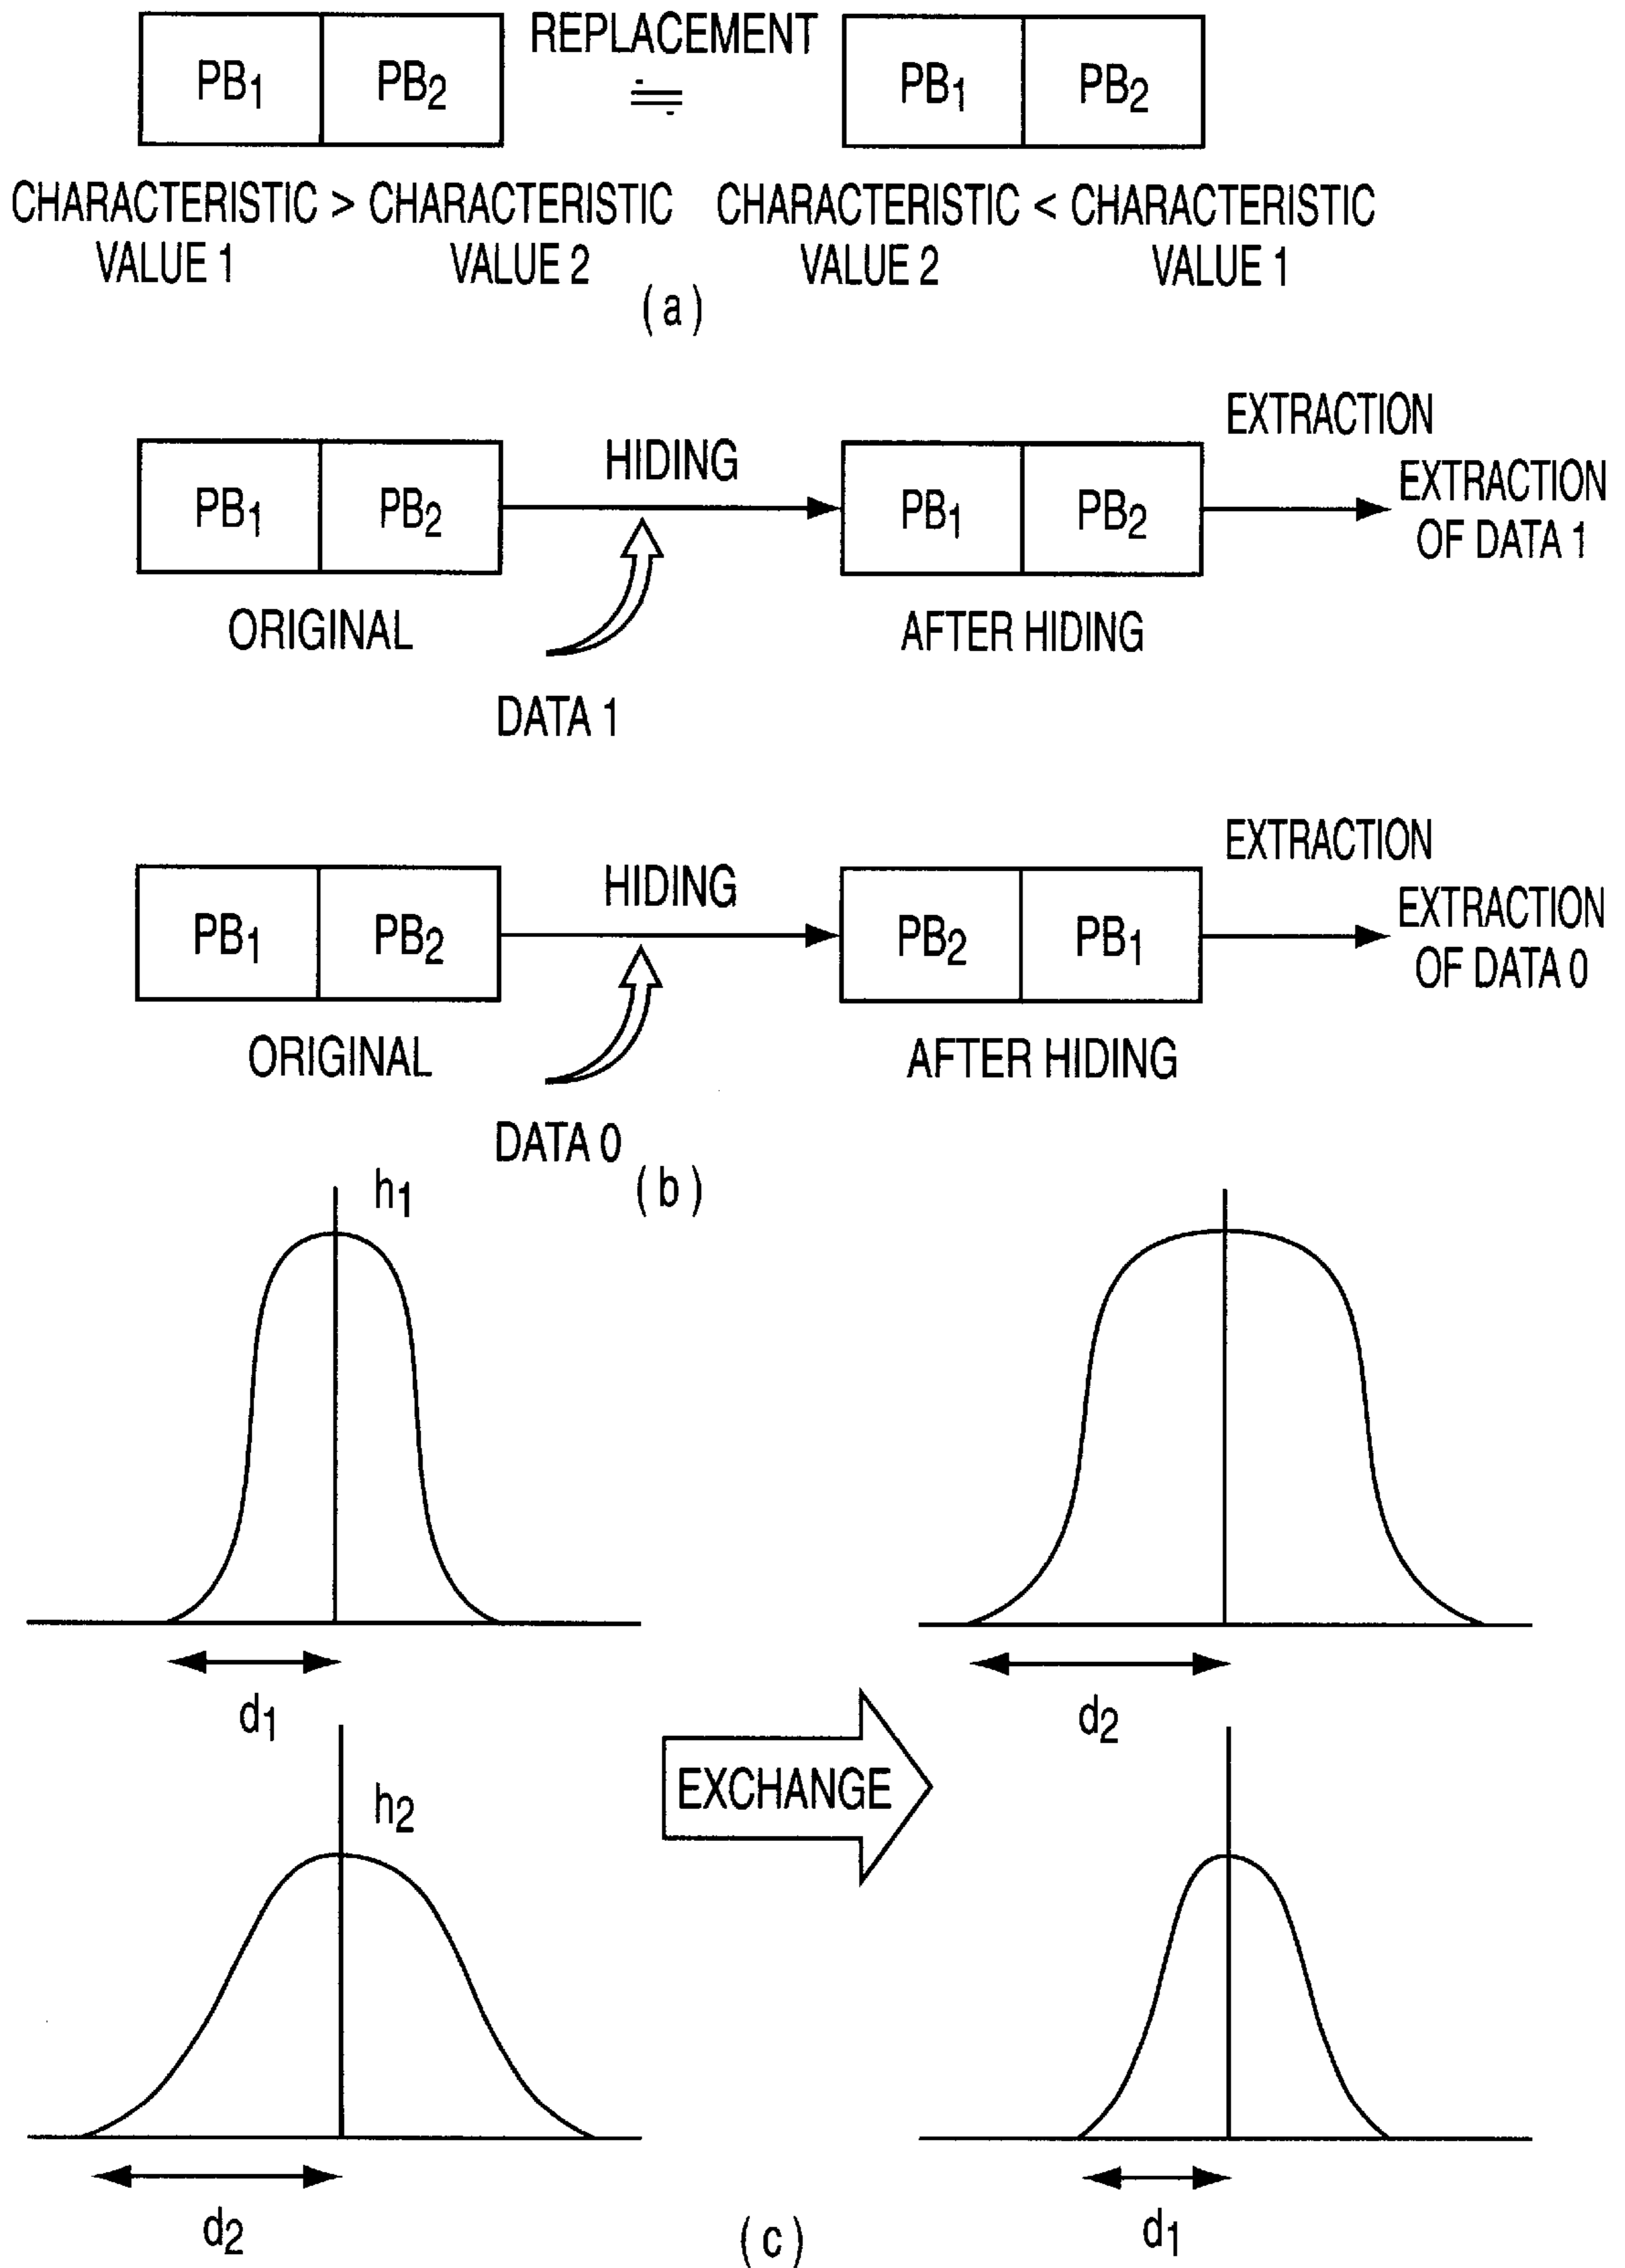 PB1 PB2 REPLACEMENT PB1 PB2
≒
CHARACTERISTIC > CHARACTERISTIC CHARACTERISTIC < CHARACTERISTIC
VALUE 1 VALUE 2 VALUE 2 VALUE 1
(a)
EXTRACTION
HIDING
PB1 PB2 PB1 PB2 EXTRACTION
OF DATA 1
ORIGINAL AFTER HIDING
DATA 1
EXTRACTION
HIDING
PB1 PB2 PB2 PB1 EXTRACTION
OF DATA 0
ORIGINAL AFTER HIDING
DATA 0
(b)
h1
d1 d2
EXCHANGE
h2
d2 d1
(c)